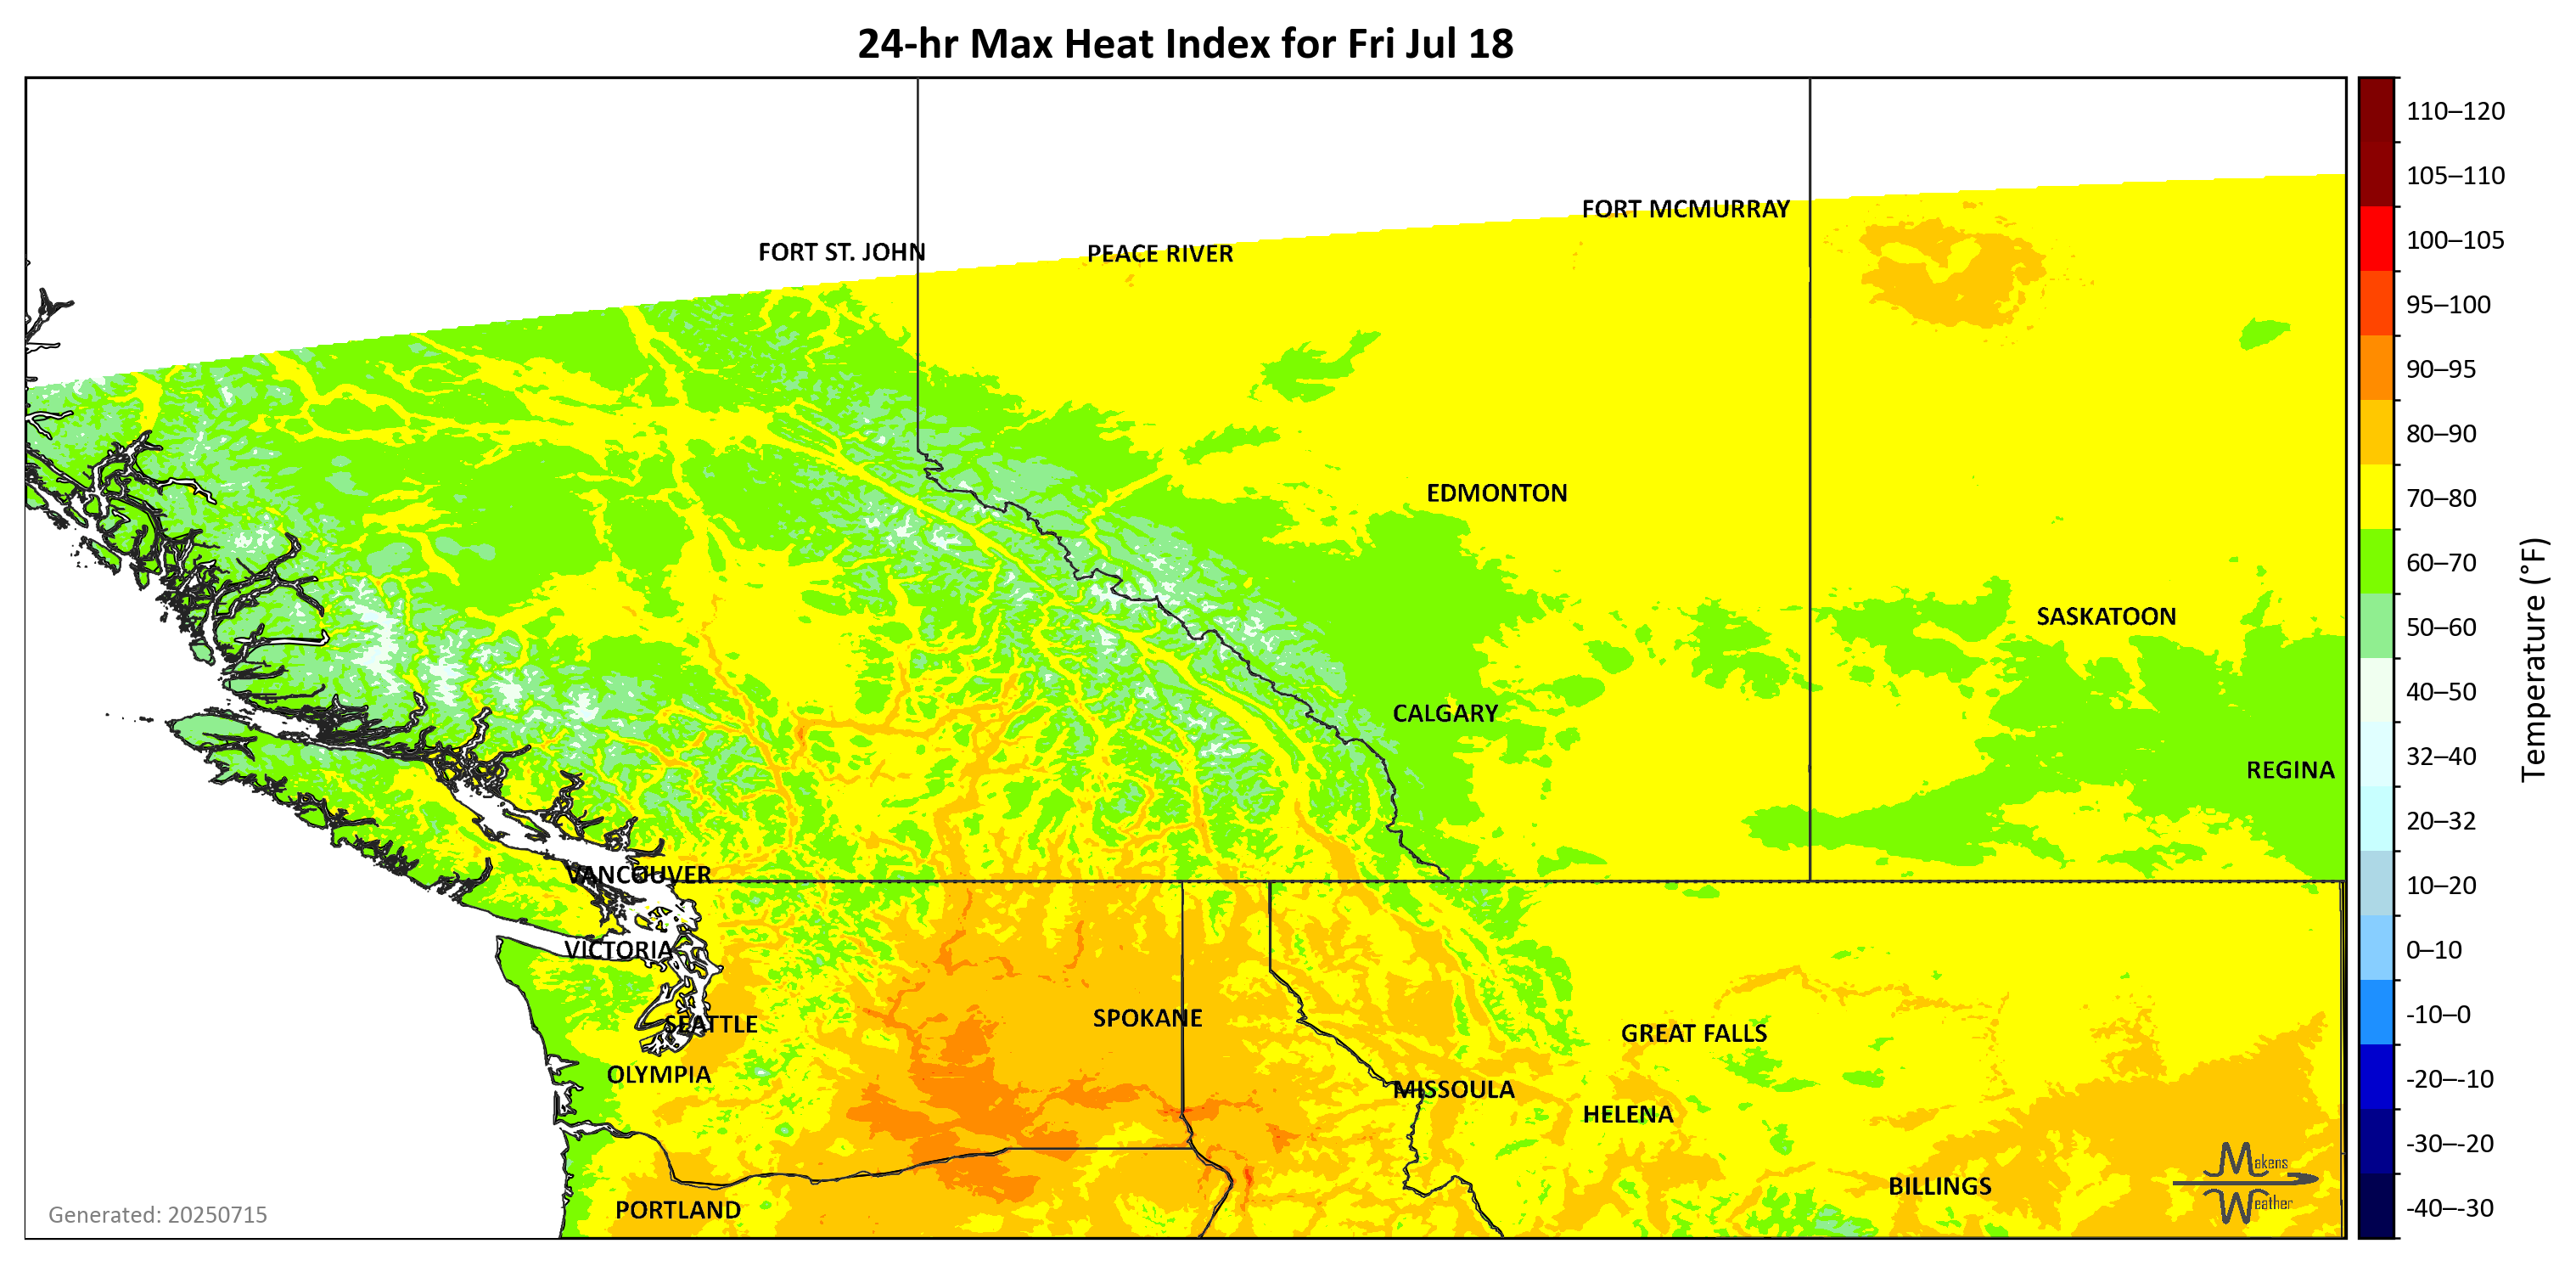 24-hr Max Heat Index for Fri Jul 18
FORT MCMURRAY
FORT ST. JOHN
PEACE RIVER
EDMONTON
SASKATOON
CALGARY
REGINA
VANCOUVER
VICTORIA
SEATTLE
SPOKANE
GREAT FALLS
OLYMPIA
MISSOULA
HELENA
BILLINGS
PORTLAND
Makens
Weather
Generated: 20250715
110–120
105–110
100–105
95–100
90–95
80–90
70–80
60–70
50–60
40–50
32–40
20–32
10–20
0–10
-10–0
-20–-10
-30–-20
-40–-30
Temperature (°F)